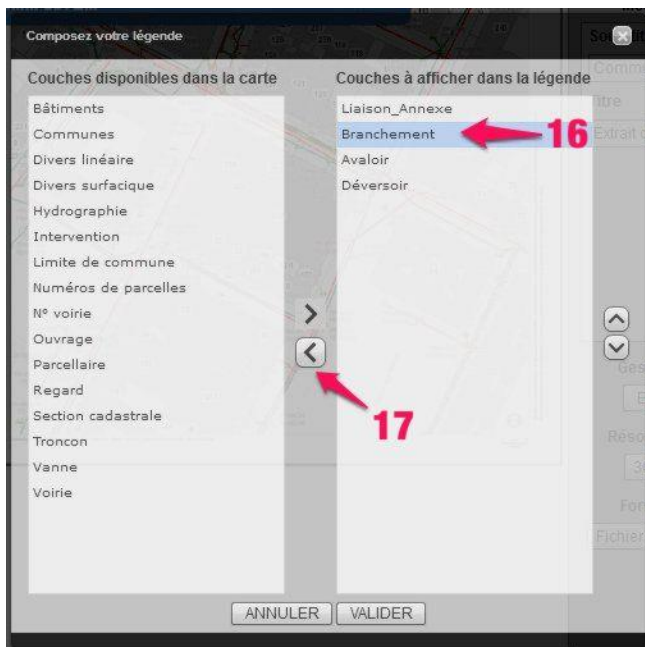 Composez votre légende
Couches disponibles dans la carte
Bâtiments
Communes
Divers linéaire
Divers surfacique
Hydrographie
Intervention
Limite de commune
Numéros de parcelles
N° voirie
Ouvrage
Parcellaire
Regard
Section cadastrale
Troncon
Vanne
Voirie
Couches à afficher dans la légende
Liaison_Annexe
Branchement
Avaloir
Déversoir
16
17
ANNULER
VALIDER
Fichier